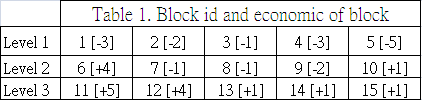 Table 1. Block id and economic of block
Level 1 1 [-3] 2 [-2] 3 [-1] 4 [-3] 5 [-5]
Level 2 6 [+4] 7 [-1] 8 [-1] 9 [-2] 10 [+1]
Level 3 11 [+5] 12 [+4] 13 [+1] 14 [+1] 15 [+1]